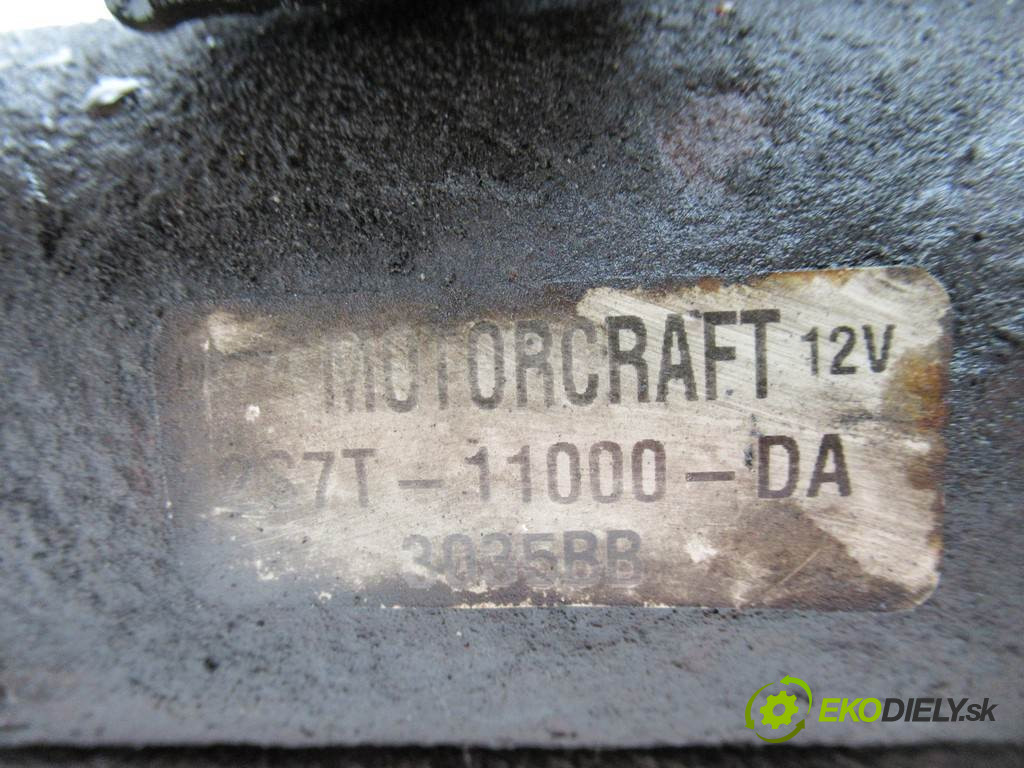 MOTORCRAFT 12V
2S7T-11000-DA
3035BB
EKODIELY.sk